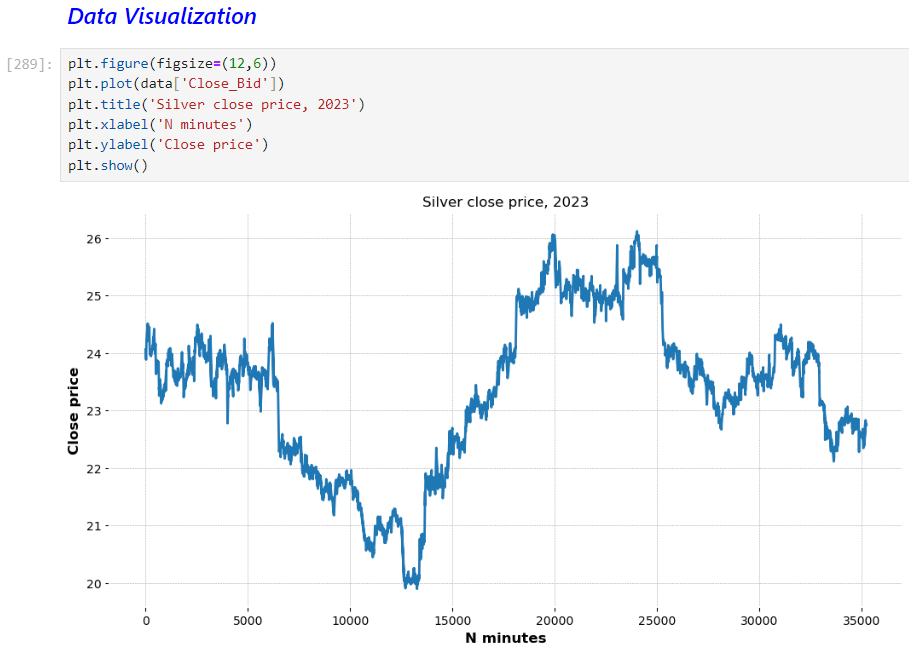 Data Visualization
[289]:
plt.figure(figsize=(12,6))
plt.plot(data['Close_Bid'])
plt.title('Silver close price, 2023')
plt.xlabel('N minutes')
plt.ylabel('Close price')
plt.show()
Silver close price, 2023
Close price
26
25
24
23
22
21
20
0 5000 10000 15000 20000 25000 30000 35000
N minutes